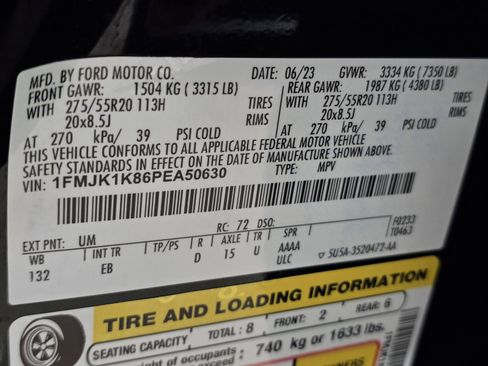 MFD. BY FORD MOTOR CO.
DATE: 06/23 GVWR: 3334 KG ( 7350 LB)
FRONT GAWR: 1504 KG ( 3315 LB) REAR GAWR: 1987 KG ( 4380 LB)
WITH 275/55R20 113H TIRES WITH 275/55R20 113H TIRES
20x8.5J RIMS 20x8.5J RIMS
AT 270 kPa/ 39 PSI COLD AT 270 kPa/ 39 PSI COLD
THIS VEHICLE CONFORMS TO ALL APPLICABLE FEDERAL MOTOR VEHICLE
SAFETY STANDARDS IN EFFECT ON THE DATE OF MANUFACTURE SHOWN ABOVE.
VIN: 1FMJK1K86PEA50630 TYPE: MPV
EXT PNT: UM RC: 72 DSO: F0233
WB INT TR TP/PS R AXLE TR SPR T0463
132 EB D 15 U AAAA
ULC 5U5A-3520472-AA
TIRE AND LOADING INFORMATION
SEATING CAPACITY TOTAL: 8 FRONT: 2 REAR: 6
weight of occupants 740 kg or 1633 lbs.
exceed